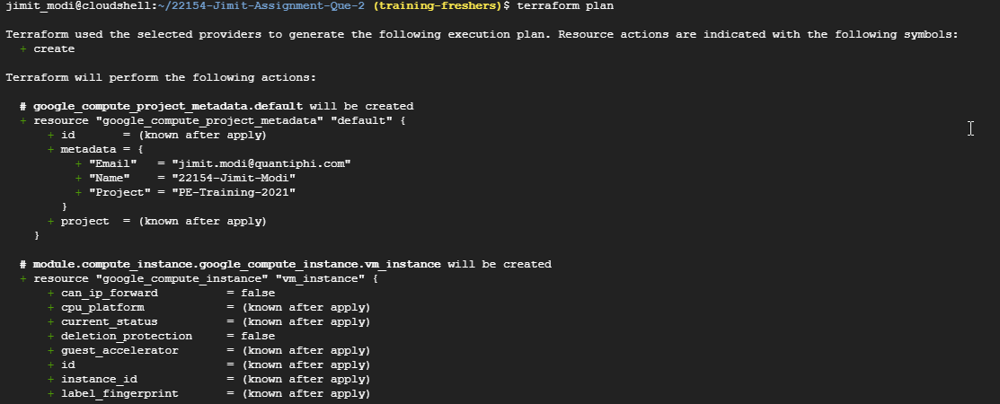 jimit_modi@cloudshell:~/22154-Jimit-Assignment-Que-2 (training-freshers)$ terraform plan
Terraform used the selected providers to generate the following execution plan. Resource actions are indicated with the following symbols:
+ create
Terraform will perform the following actions:
# google_compute_project_metadata.default will be created
+ resource "google_compute_project_metadata" "default" {
+ id = (known after apply)
+ metadata = {
+ "Email" = "jimit.modi@quantiphi.com"
+ "Name" = "22154-Jimit-Modi"
+ "Project" = "PE-Training-2021"
}
+ project = (known after apply)
}
# module.compute_instance.google_compute_instance.vm_instance will be created
+ resource "google_compute_instance" "vm_instance" {
+ can_ip_forward = false
+ cpu_platform = (known after apply)
+ current_status = (known after apply)
+ deletion_protection = false
+ guest_accelerator = (known after apply)
+ id = (known after apply)
+ instance_id = (known after apply)
+ label_fingerprint = (known after apply)